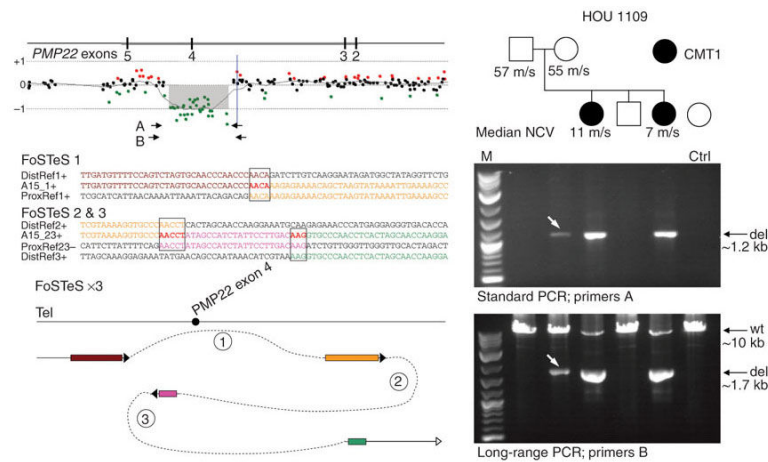 PMP22 exons
5 4 3 2
+1
0
−1
A
B
FoSTeS 1
DistRef1+ TTGATGTTTTCCAGTCTAGTGCAACCCAACCCAACAGATCTTGTCAAGGATAGATGGCTATAGGTTCTG
A15_1+ TTGATGTTTTCCAGTCTAGTGCAACCCAACCCAACAAAGAGAAAACAGCTAAGTATAAAATTGAAAAGCC
ProxRef1+
FoSTeS 2 & 3
DistRef2+
A15_23+
ProxRef23−
DistRef3+
FoSTeS ×3
PMP22 exon 4
Tel
1
2
3
HOU 1109
CMT1
57 m/s 55 m/s
Median NCV 11 m/s 7 m/s
M Ctrl
del
~1.2 kb
Standard PCR; primers A
wt
~10 kb
del
~1.7 kb
Long-range PCR; primers B